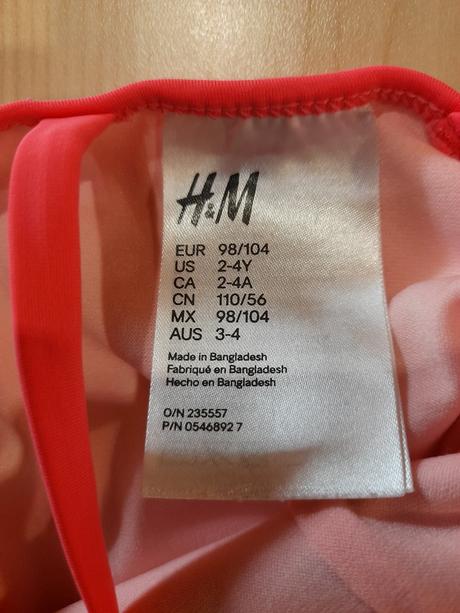 H&M
EUR 98/104
US 2-4Y
CA 2-4A
CN 110/56
MX 98/104
AUS 3-4
Made in Bangladesh
Fabriqué en Bangladesh
Hecho en Bangladesh
O/N 235557
P/N 0546892 7